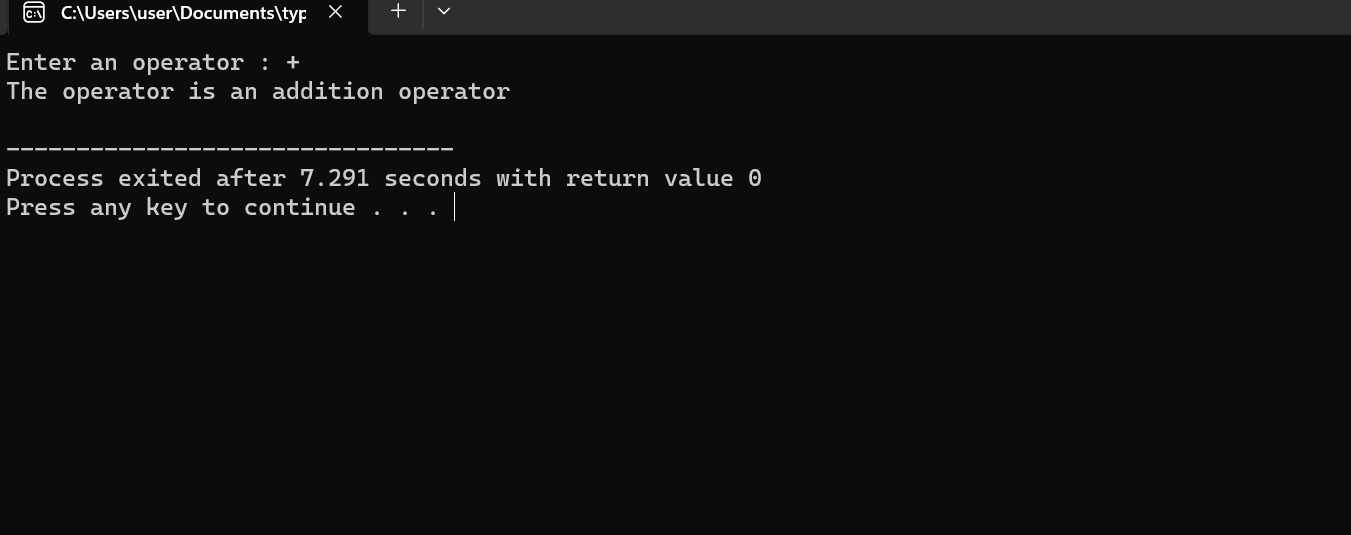 C:\Users\user\Documents\typ
Enter an operator : +
The operator is an addition operator
--------------------------------
Process exited after 7.291 seconds with return value 0
Press any key to continue . . .